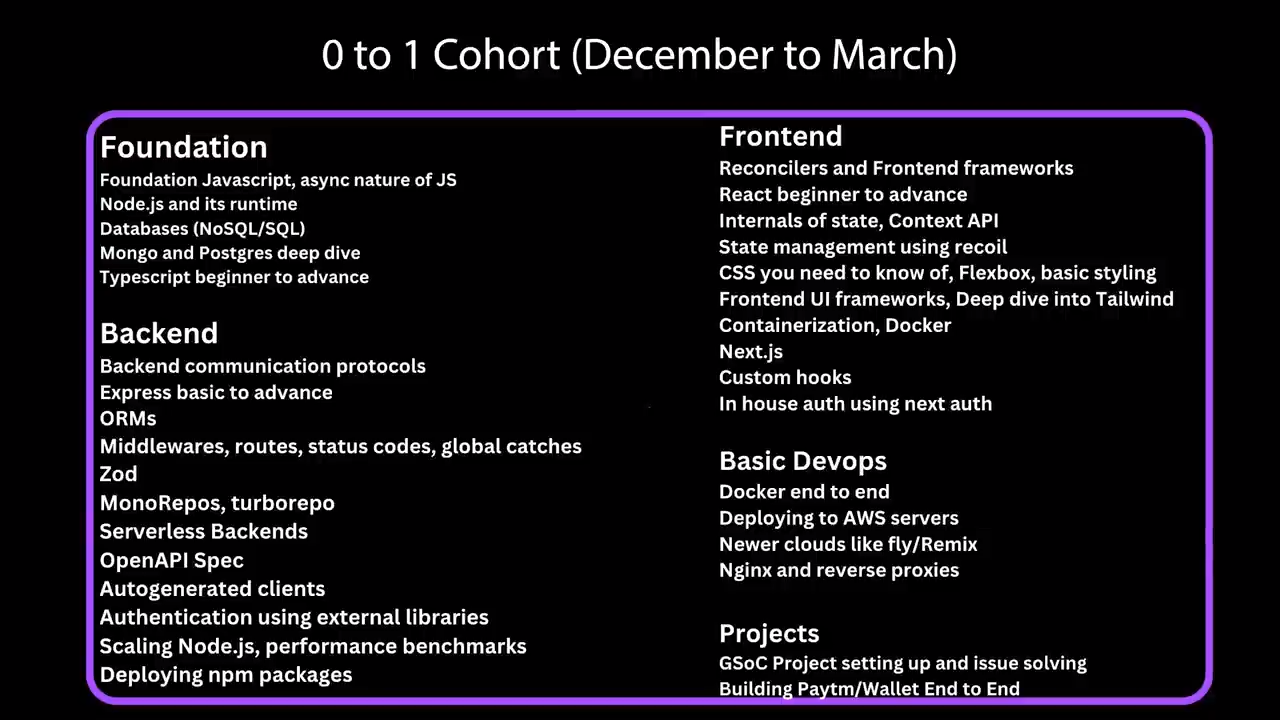 0 to 1 Cohort (December to March)
Foundation
Foundation Javascript, async nature of JS
Node.js and its runtime
Databases (NoSQL/SQL)
Mongo and Postgres deep dive
Typescript beginner to advance
Backend
Backend communication protocols
Express basic to advance
ORMs
Middlewares, routes, status codes, global catches
Zod
MonoRepos, turborepo
Serverless Backends
OpenAPI Spec
Autogenerated clients
Authentication using external libraries
Scaling Node.js, performance benchmarks
Deploying npm packages
Frontend
Reconcilers and Frontend frameworks
React beginner to advance
Internals of state, Context API
State management using recoil
CSS you need to know of, Flexbox, basic styling
Frontend UI frameworks, Deep dive into Tailwind
Containerization, Docker
Next.js
Custom hooks
In house auth using next auth
Basic Devops
Docker end to end
Deploying to AWS servers
Newer clouds like fly/Remix
Nginx and reverse proxies
Projects
GSoC Project setting up and issue solving
Building Paytm/Wallet End to End